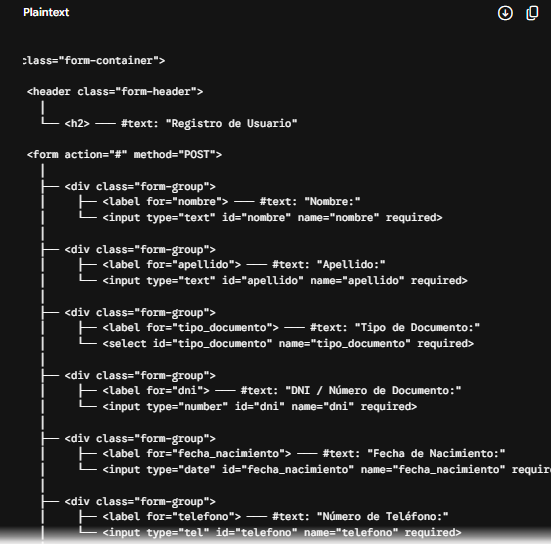 Plaintext
class="form-container">
<header class="form-header">
│
└── <h2> ─── #text: "Registro de Usuario"
<form action="#" method="POST">
│
├── <div class="form-group">
│    ├── <label for="nombre"> ─── #text: "Nombre:"
│    └── <input type="text" id="nombre" name="nombre" required>
│
├── <div class="form-group">
│    ├── <label for="apellido"> ─── #text: "Apellido:"
│    └── <input type="text" id="apellido" name="apellido" required>
│
├── <div class="form-group">
│    ├── <label for="tipo_documento"> ─── #text: "Tipo de Documento:"
│    └── <select id="tipo_documento" name="tipo_documento" required>
│
├── <div class="form-group">
│    ├── <label for="dni"> ─── #text: "DNI / Número de Documento:"
│    └── <input type="number" id="dni" name="dni" required>
│
├── <div class="form-group">
│    ├── <label for="fecha_nacimiento"> ─── #text: "Fecha de Nacimiento:"
│    └── <input type="date" id="fecha_nacimiento" name="fecha_nacimiento" requir
│
├── <div class="form-group">
│    ├── <label for="telefono"> ─── #text: "Número de Teléfono:"
│    └── <input type="tel" id="telefono" name="telefono" required>